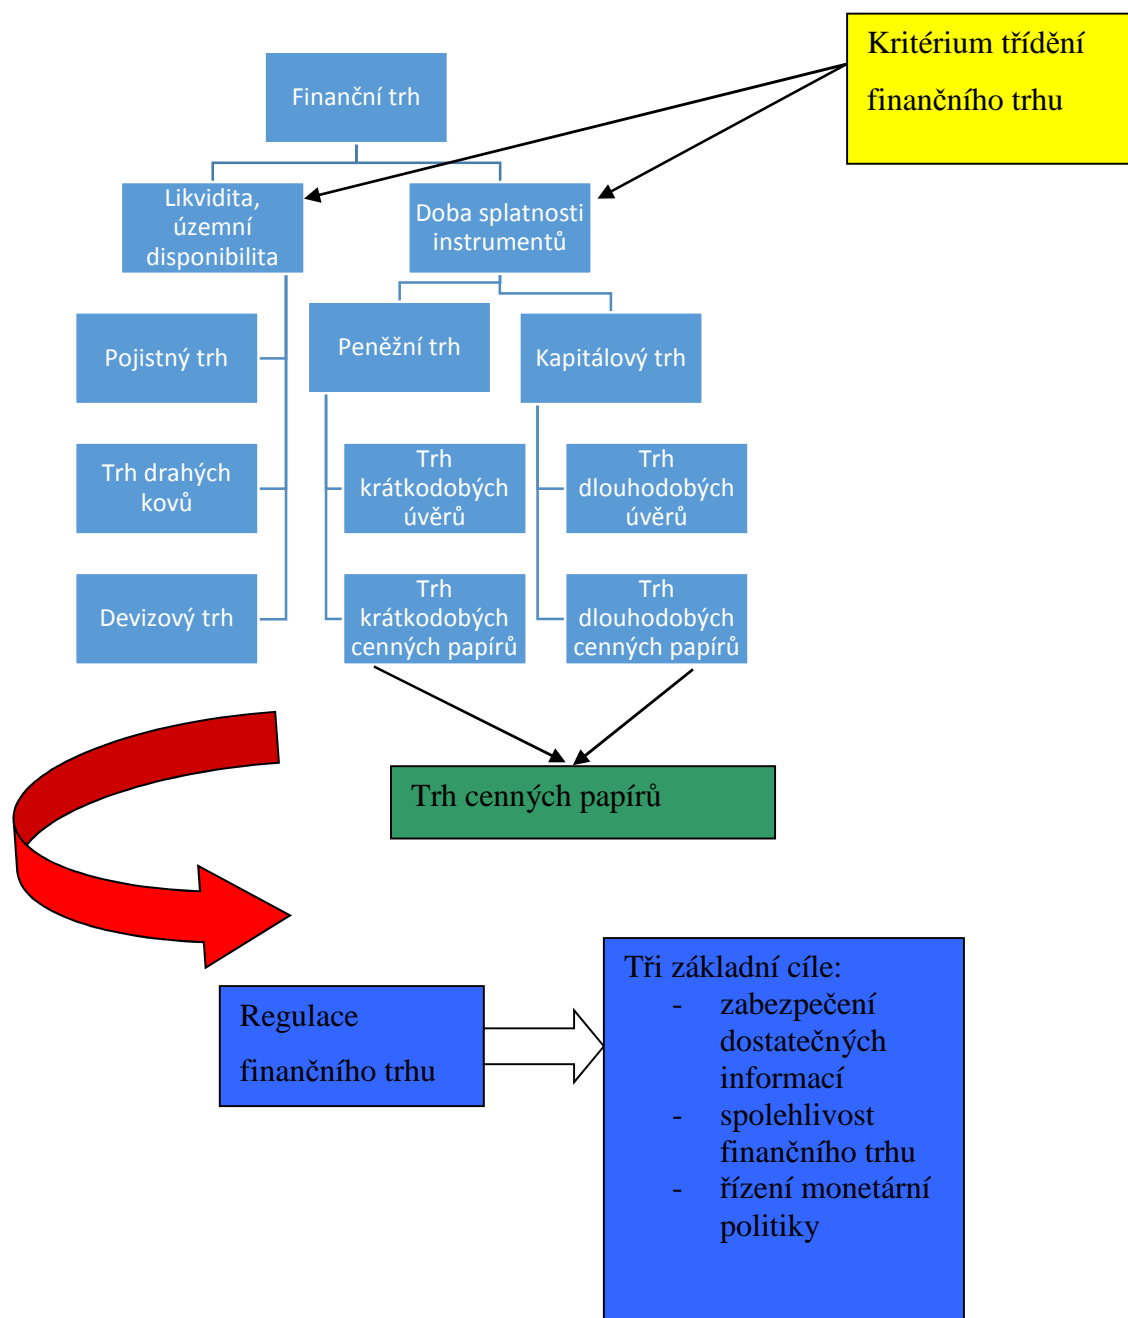 Kritérium třídění
finančního trhu
Finanční trh
Likvidita,
územní
disponibilita
Doba splatnosti
instrumentů
Pojistný trh
Peněžní trh
Kapitálový trh
Trh drahých
kovů
Trh
krátkodobých
úvěrů
Trh
dlouhodobých
úvěrů
Devizový trh
Trh
krátkodobých
cenných papírů
Trh
dlouhodobých
cenných papírů
Trh cenných papírů
Regulace
finančního trhu
Tři základní cíle:
- zabezpečení
dostatečných
informací
- spolehlivost
finančního trhu
- řízení monetární
politiky